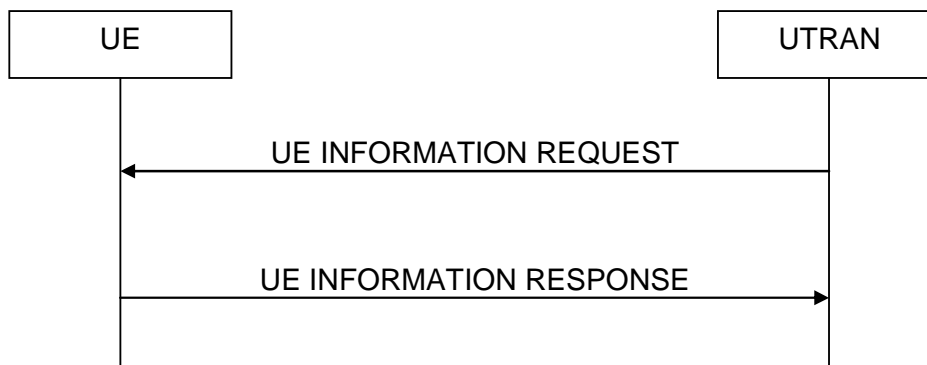 UE
UTRAN
UE INFORMATION REQUEST
UE INFORMATION RESPONSE